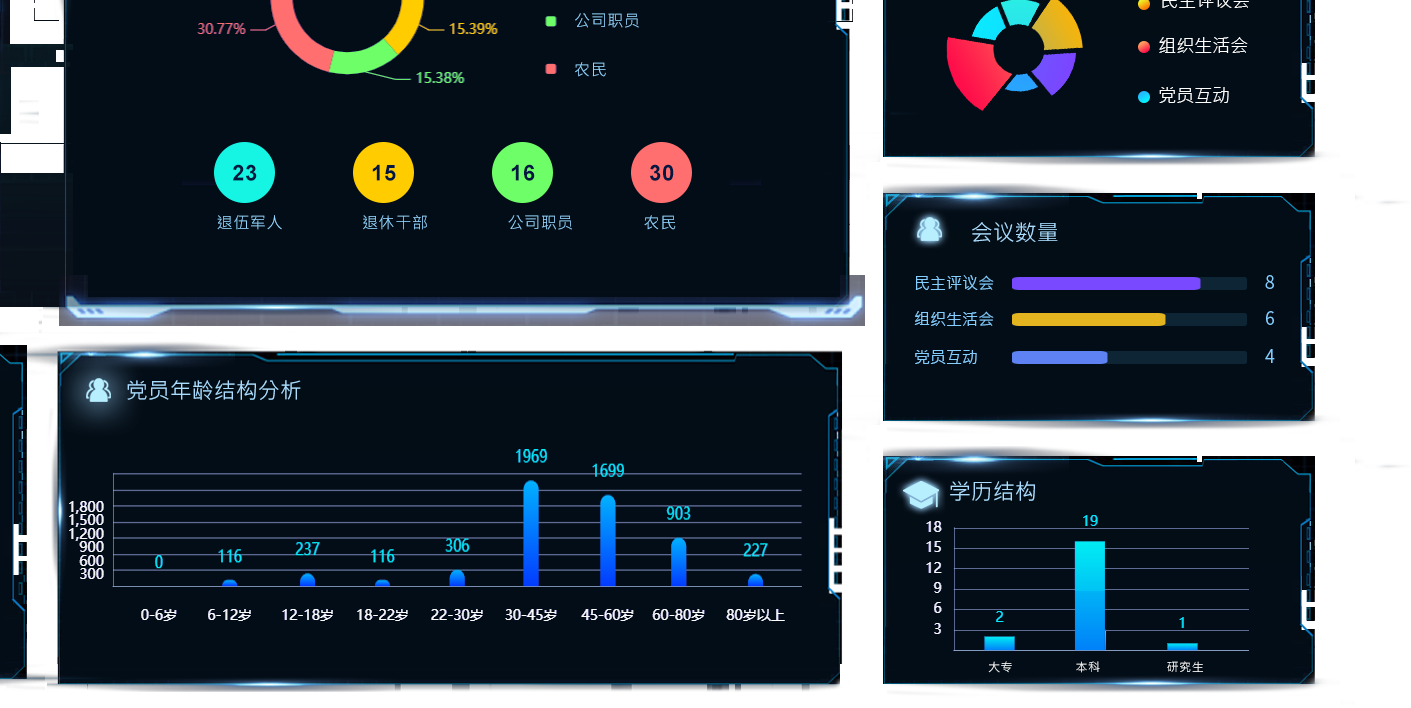 30.77%
15.39%
15.38%
公司职员
农民
23
15
16
30
退伍军人
退休干部
公司职员
农民
民主评议会
组织生活会
党员互动
会议数量
民主评议会 8
组织生活会 6
党员互动 4
党员年龄结构分析
1,800
1,500
1,200
900
600
300
0
116
237
116
306
1969
1699
903
227
0-6岁
6-12岁
12-18岁
18-22岁
22-30岁
30-45岁
45-60岁
60-80岁
80岁以上
学历结构
18
15
12
9
6
3
2
19
1
大专
本科
研究生